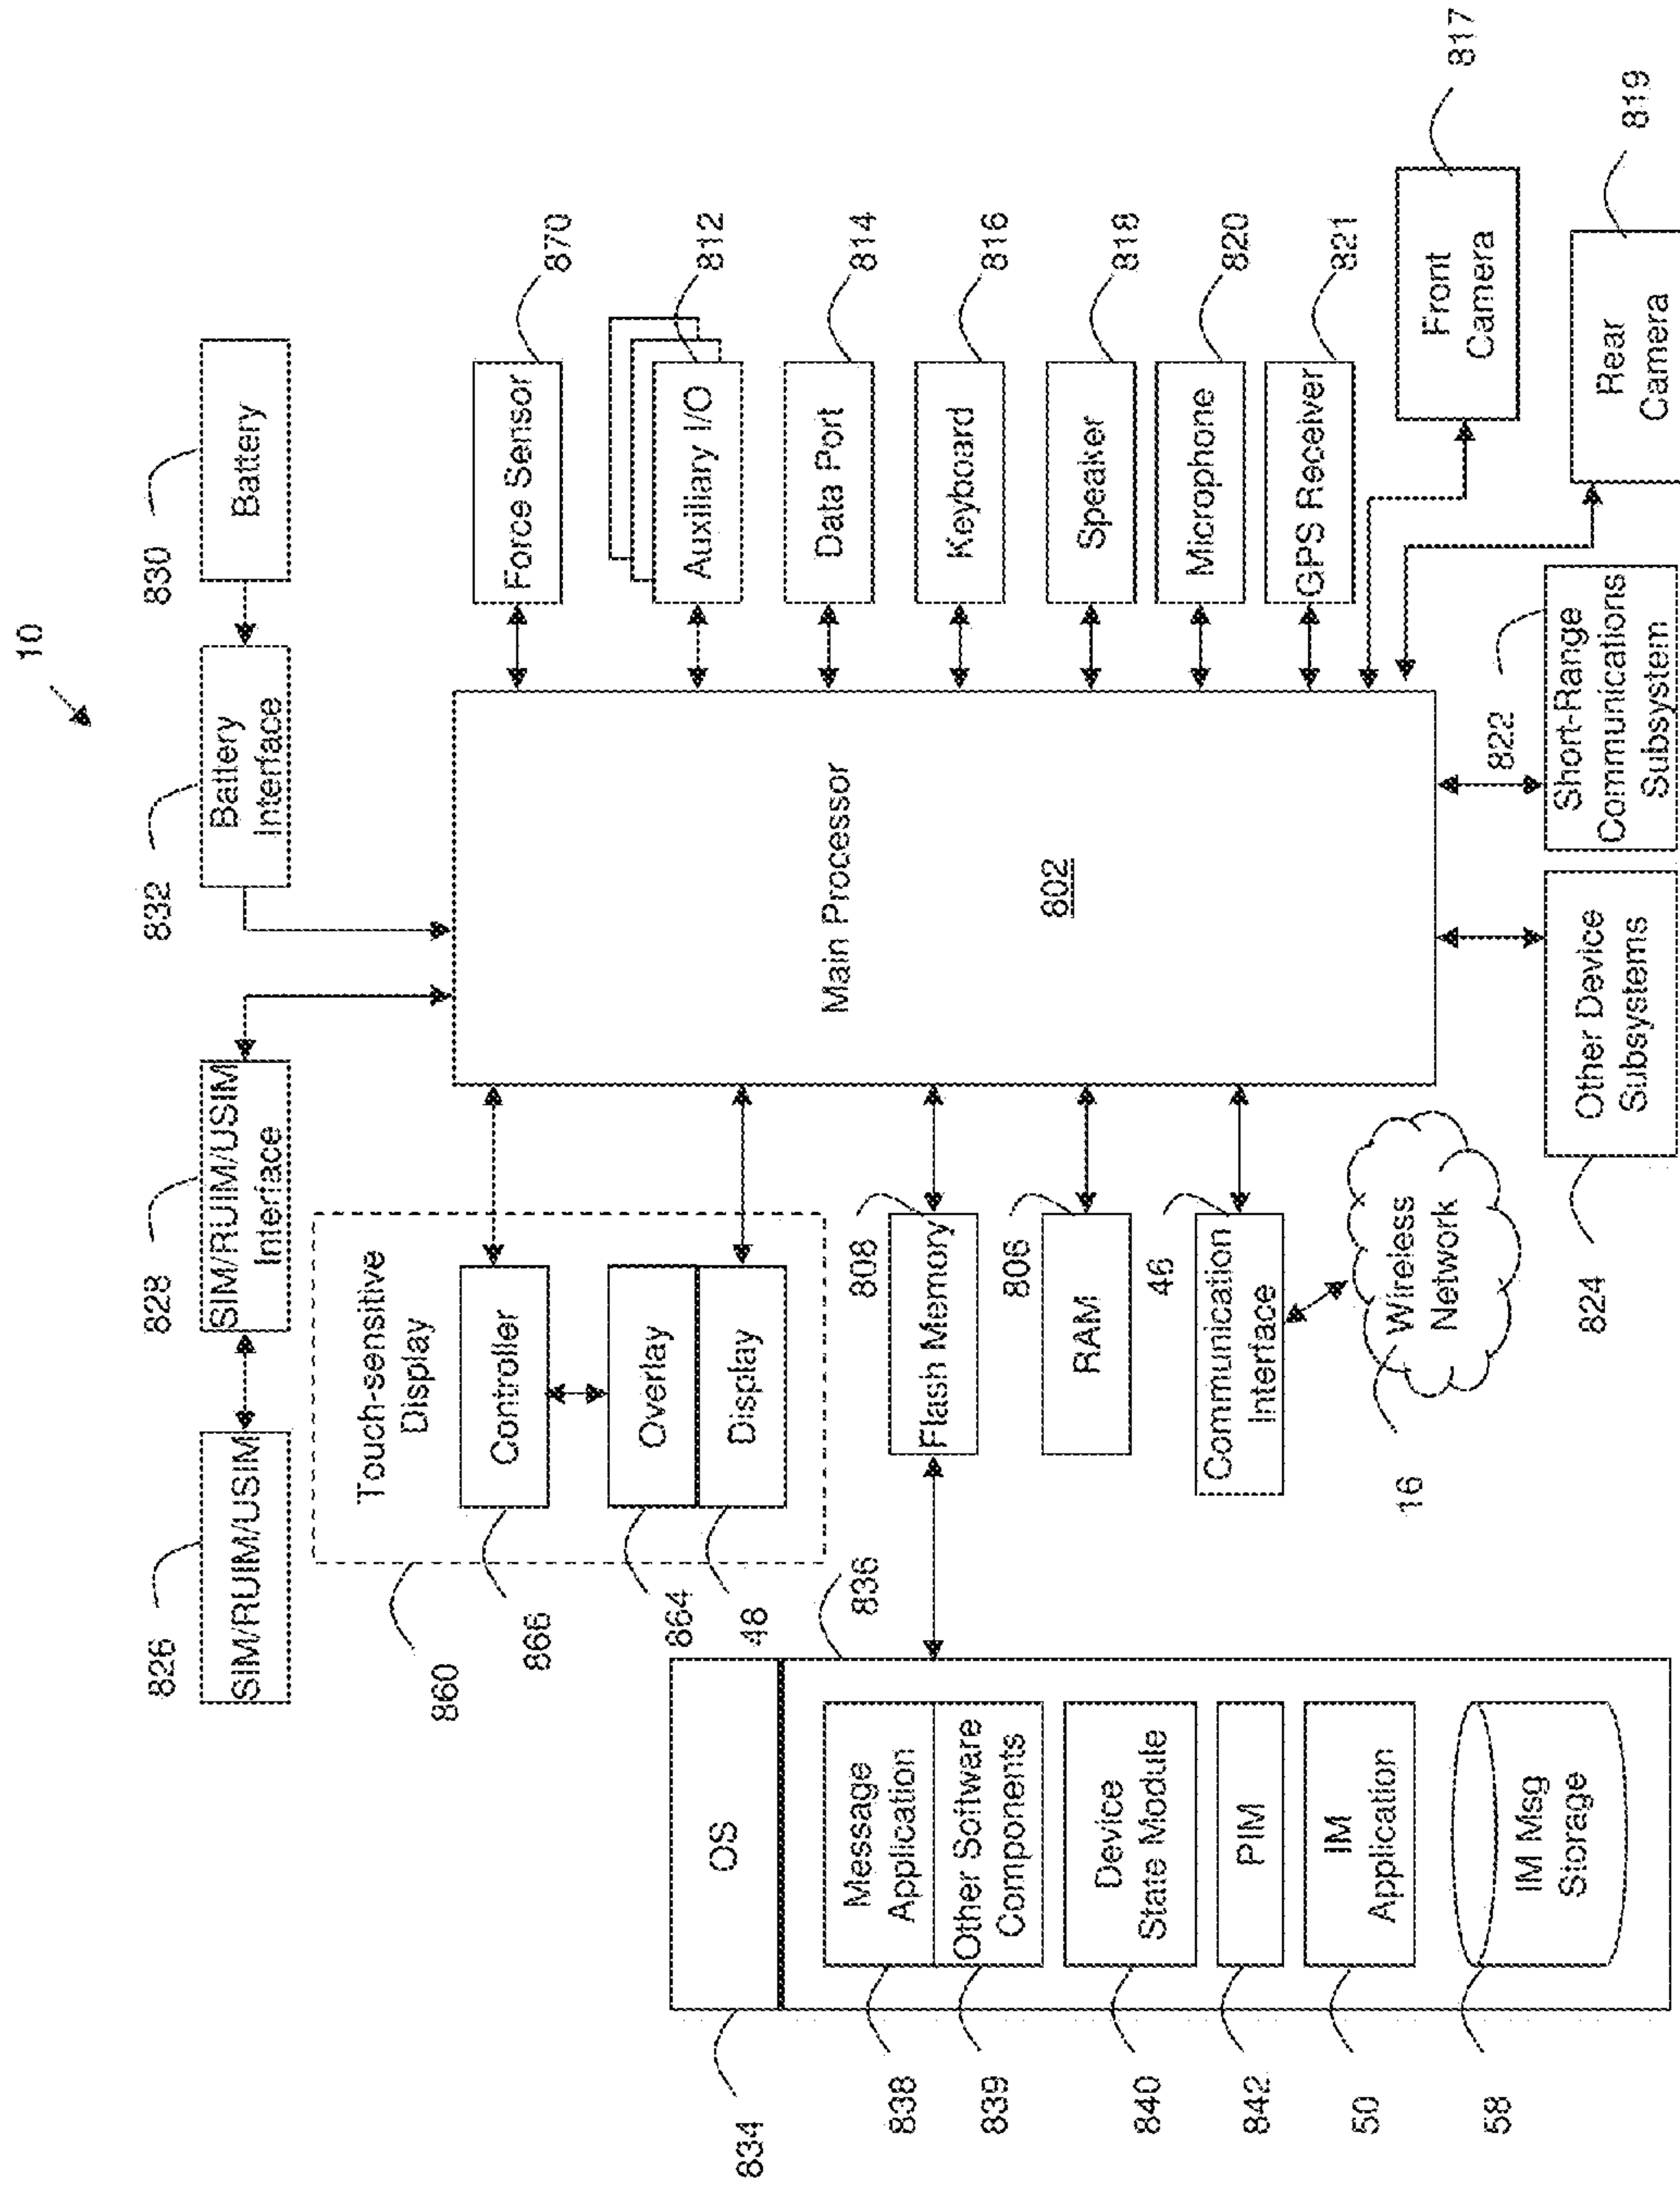 10
826
SIM/RUIM/USIM
828
SIM/RUIM/USIM
Interface
832
Battery
Interface
830
Battery
860
Touch-sensitive
Display
866
Controller
864
Overlay
48
Display
Main Processor
802
Force Sensor
870
Auxiliary I/O
812
Data Port
814
Keyboard
816
Speaker
818
Microphone
820
GPS Receiver
821
Front
Camera
817
Rear
Camera
819
808
Flash Memory
806
RAM
46
Communication
Interface
16
Wireless
Network
824
Other Device
Subsystems
822
Short-Range
Communications
Subsystem
834
OS
836
838
Message
Application
839
Other Software
Components
840
Device
State Module
842
PIM
50
IM
Application
58
IM Msg
Storage